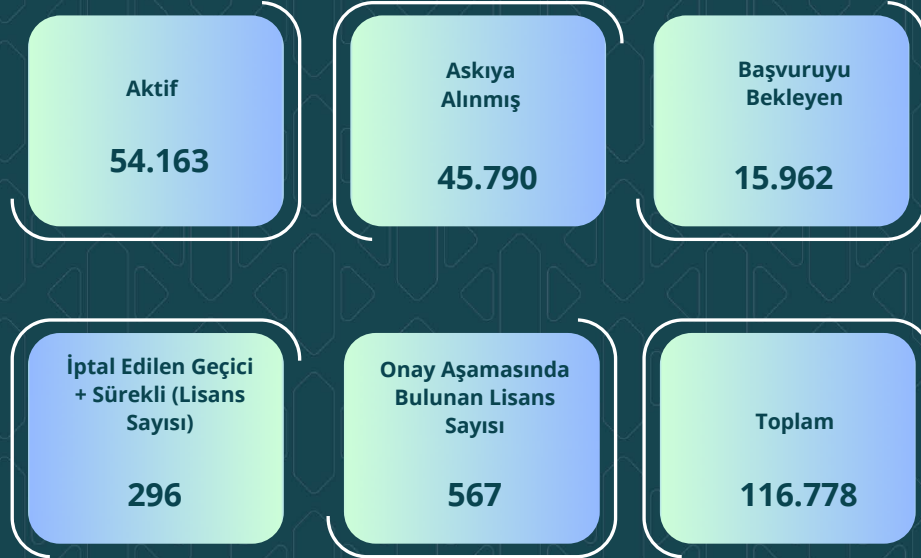 Aktif
54.163
Askıya
Alınmış
45.790
Başvuruyu
Bekleyen
15.962
İptal Edilen Geçici
+ Sürekli (Lisans
Sayısı)
296
Onay Aşamasında
Bulunan Lisans
Sayısı
567
Toplam
116.778